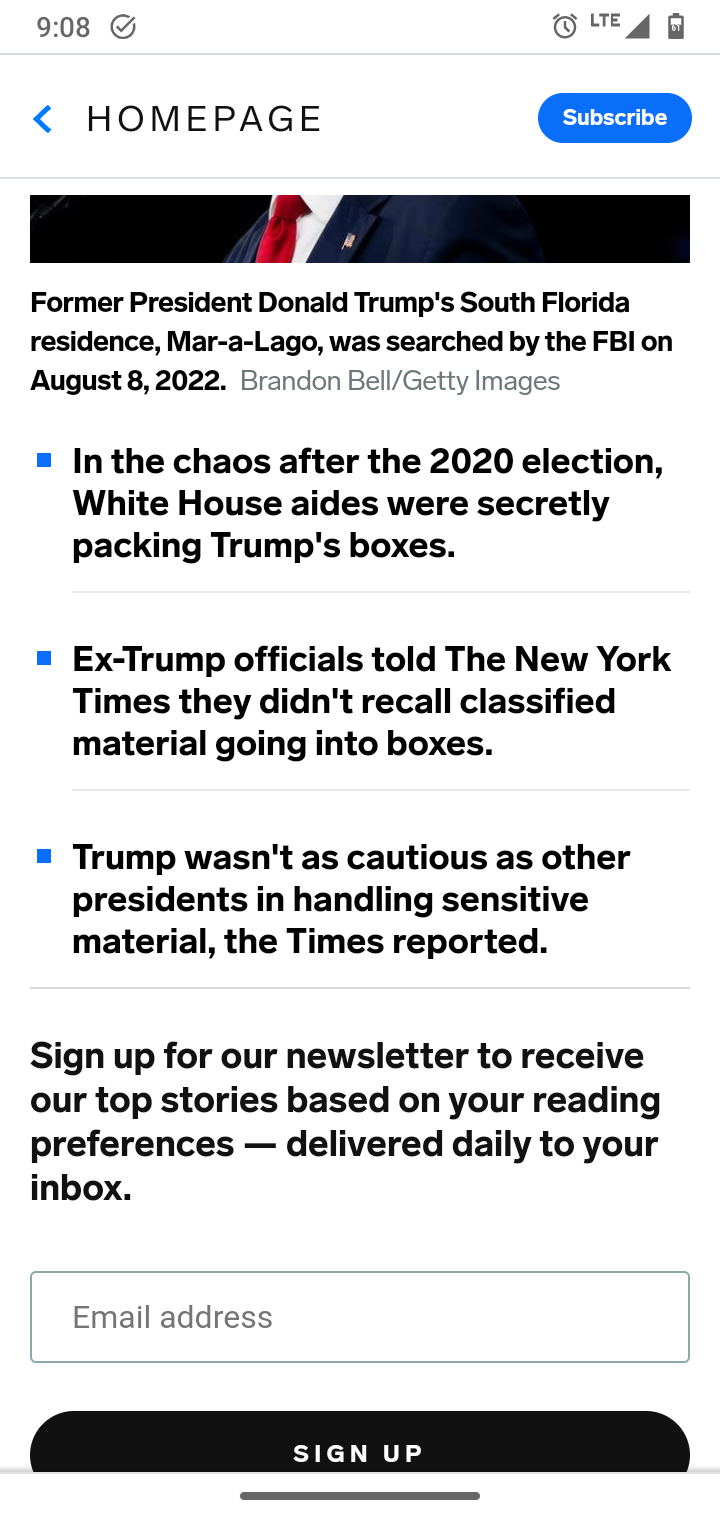 9:08
LTE
HOMEPAGE
Subscribe
Former President Donald Trump's South Florida
residence, Mar-a-Lago, was searched by the FBI on
August 8, 2022. Brandon Bell/Getty Images
In the chaos after the 2020 election,
White House aides were secretly
packing Trump's boxes.
Ex-Trump officials told The New York
Times they didn't recall classified
material going into boxes.
Trump wasn't as cautious as other
presidents in handling sensitive
material, the Times reported.
Sign up for our newsletter to receive
our top stories based on your reading
preferences — delivered daily to your
inbox.
Email address
SIGN UP